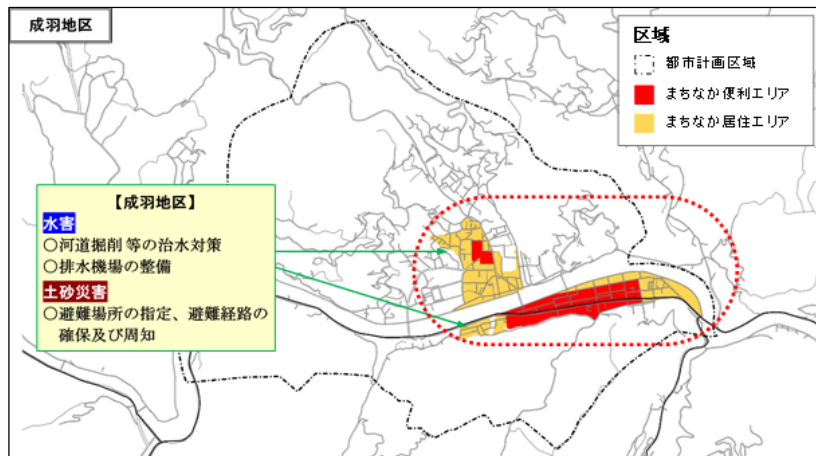 成羽地区
区域
都市計画区域
まちなか便利エリア
まちなか居住エリア
【成羽地区】
水害
○河道掘削等の治水対策
○排水機場の整備
土砂災害
○避難場所の指定、避難経路の
確保及び周知